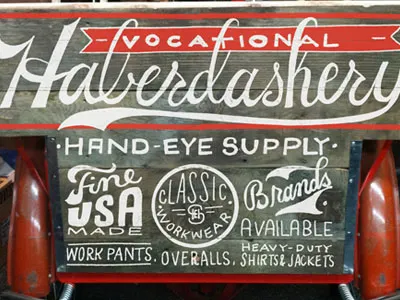 -VOCATIONAL-
Haberdashery
·HAND-EYE SUPPLY·
Fine
USA
MADE
CLASSIC
WORKWEAR
Brands
AVAILABLE
WORK PANTS, OVERALLS, HEAVY-DUTY
SHIRTS & JACKETS